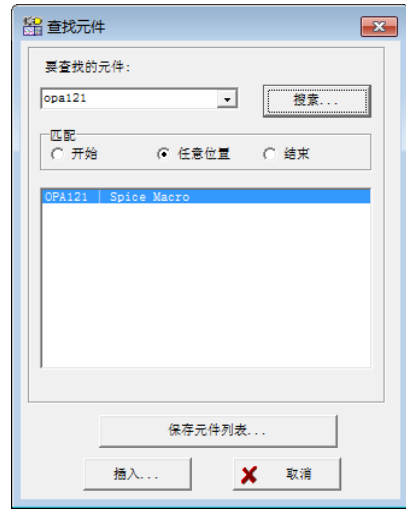 查找元件
要查找的元件:
opa121
搜索...
匹配
开始 任意位置 结束
OPA121 | Spice Macro
保存元件列表...
插入... 取消